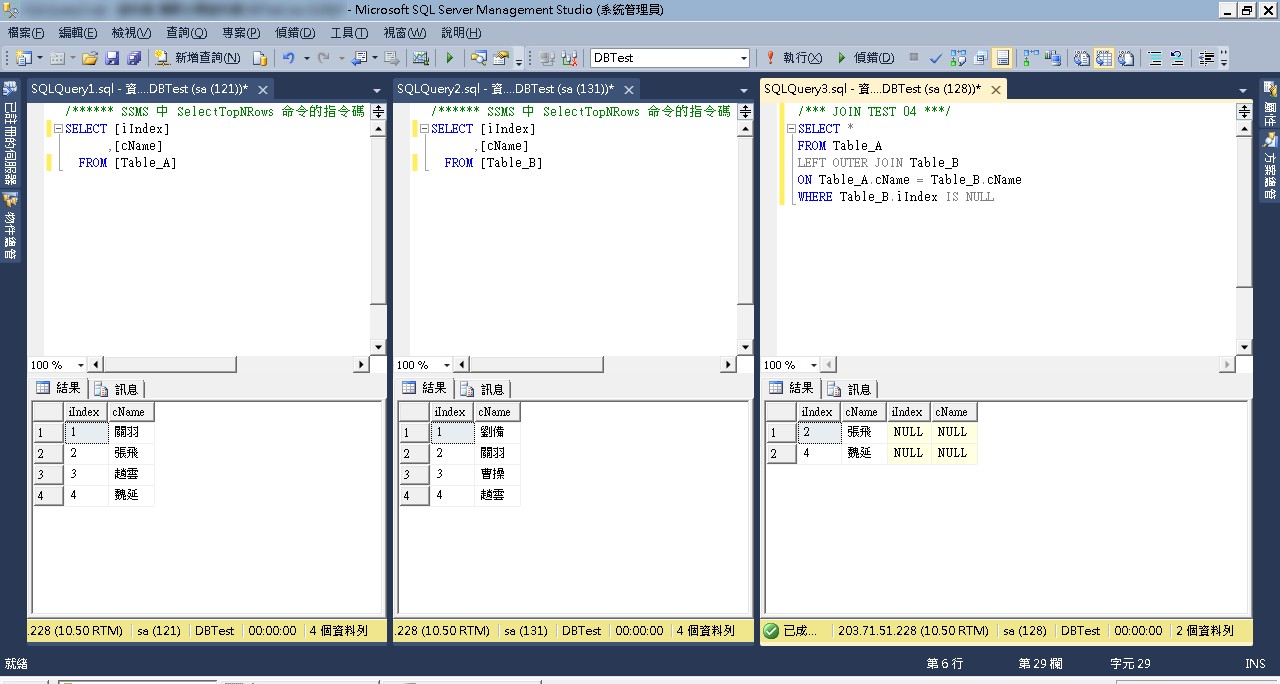 - Microsoft SQL Server Management Studio (系統管理員)
檔案(F) 編輯(E) 檢視(V) 查詢(Q) 專案(P) 偵錯(D) 工具(T) 視窗(W) 說明(H)
新增查詢(N) DBTest 執行(X) 偵錯(D)
已註冊的伺服器
物件總管
SQLQuery1.sql - 資...DBTest (sa (121))*
/****** SSMS 中 SelectTopNRows 命令的指令碼
SELECT [iIndex]
,[cName]
FROM [Table_A]
100 %
結果 訊息
iIndex cName
1 1 關羽
2 2 張飛
3 3 趙雲
4 4 魏延
.228 (10.50 RTM) sa (121) DBTest 00:00:00 4 個資料列
SQLQuery2.sql - 資...DBTest (sa (131))*
/****** SSMS 中 SelectTopNRows 命令的指令碼
SELECT [iIndex]
,[cName]
FROM [Table_B]
100 %
結果 訊息
iIndex cName
1 1 劉備
2 2 關羽
3 3 曹操
4 4 趙雲
.228 (10.50 RTM) sa (131) DBTest 00:00:00 4 個資料列
SQLQuery3.sql - 資...DBTest (sa (128))*
/*** JOIN TEST 04 ***/
SELECT *
FROM Table_A
LEFT OUTER JOIN Table_B
ON Table_A.cName = Table_B.cName
WHERE Table_B.iIndex IS NULL
100 %
結果 訊息
iIndex cName iIndex cName
1 2 張飛 NULL NULL
2 4 魏延 NULL NULL
已成... 203.71.51.228 (10.50 RTM) sa (128) DBTest 00:00:00 2 個資料列
屬性
方案總管
就緒 第 6 行 第 29 欄 字元 29 INS